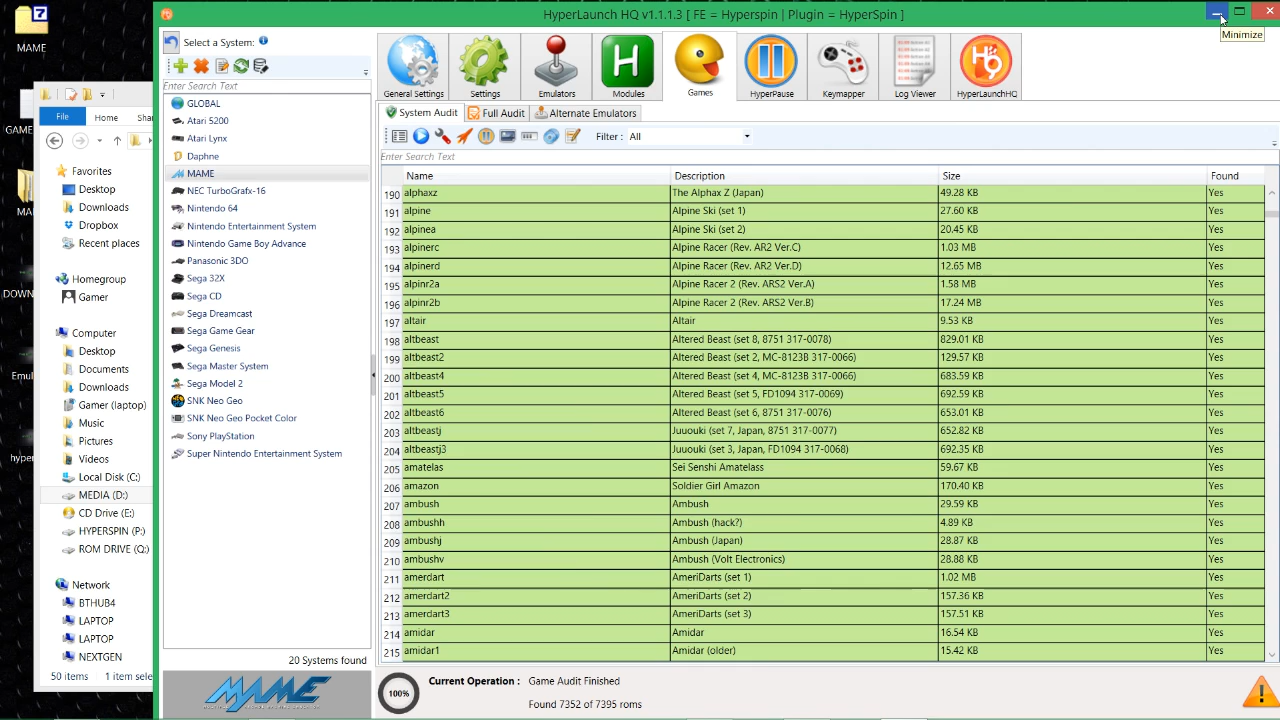 HyperLaunch HQ v1.1.1.3 [ FE = Hyperspin | Plugin = HyperSpin ]
Minimize
7
MAME
Select a System:
Enter Search Text
GLOBAL
Atari 5200
Atari Lynx
Daphne
MAME
NEC TurboGrafx-16
Nintendo 64
Nintendo Entertainment System
Nintendo Game Boy Advance
Panasonic 3DO
Sega 32X
Sega CD
Sega Dreamcast
Sega Game Gear
Sega Genesis
Sega Master System
Sega Model 2
SNK Neo Geo
SNK Neo Geo Pocket Color
Sony PlayStation
Super Nintendo Entertainment System
20 Systems found
MAME
General Settings
Settings
Emulators
Modules
Games
HyperPause
Keymapper
Log Viewer
HyperLaunchHQ
System Audit
Full Audit
Alternate Emulators
Filter : All
Enter Search Text
Name Description Size Found
190 alphaxz The Alphax Z (Japan) 49.28 KB Yes
191 alpine Alpine Ski (set 1) 27.60 KB Yes
192 alpinea Alpine Ski (set 2) 20.45 KB Yes
193 alpinerc Alpine Racer (Rev. AR2 Ver.C) 1.03 MB Yes
194 alpinerd Alpine Racer (Rev. AR2 Ver.D) 12.65 MB Yes
195 alpinr2a Alpine Racer 2 (Rev. ARS2 Ver.A) 1.58 MB Yes
196 alpinr2b Alpine Racer 2 (Rev. ARS2 Ver.B) 17.24 MB Yes
197 altair Altair 9.53 KB Yes
198 altbeast Altered Beast (set 8, 8751 317-0078) 829.01 KB Yes
199 altbeast2 Altered Beast (set 2, MC-8123B 317-0066) 129.57 KB Yes
200 altbeast4 Altered Beast (set 4, MC-8123B 317-0066) 683.59 KB Yes
201 altbeast5 Altered Beast (set 5, FD1094 317-0069) 692.59 KB Yes
202 altbeast6 Altered Beast (set 6, 8751 317-0076) 653.01 KB Yes
203 altbeastj Juuouki (set 7, Japan, 8751 317-0077) 652.82 KB Yes
204 altbeastj3 Juuouki (set 3, Japan, FD1094 317-0068) 692.35 KB Yes
205 amatelas Sei Senshi Amatelass 59.67 KB Yes
206 amazon Soldier Girl Amazon 170.40 KB Yes
207 ambush Ambush 29.59 KB Yes
208 ambushh Ambush (hack?) 4.89 KB Yes
209 ambushj Ambush (Japan) 28.87 KB Yes
210 ambushv Ambush (Volt Electronics) 28.88 KB Yes
211 amerdart AmeriDarts (set 1) 1.02 MB Yes
212 amerdart2 AmeriDarts (set 2) 157.36 KB Yes
213 amerdart3 AmeriDarts (set 3) 157.51 KB Yes
214 amidar Amidar 16.54 KB Yes
215 amidar1 Amidar (older) 15.42 KB Yes
100%
Current Operation : Game Audit Finished
Found 7352 of 7395 roms
GAME
MA
DOWN
Emul
hyper
File Home Shar
Favorites
Desktop
Downloads
Dropbox
Recent places
Homegroup
Gamer
Computer
Desktop
Documents
Downloads
Gamer (laptop)
Music
Pictures
Videos
Local Disk (C:)
MEDIA (D:)
CD Drive (E:)
HYPERSPIN (P:)
ROM DRIVE (Q:)
Network
BTHUB4
LAPTOP
LAPTOP
NEXTGEN
50 items 1 item sele